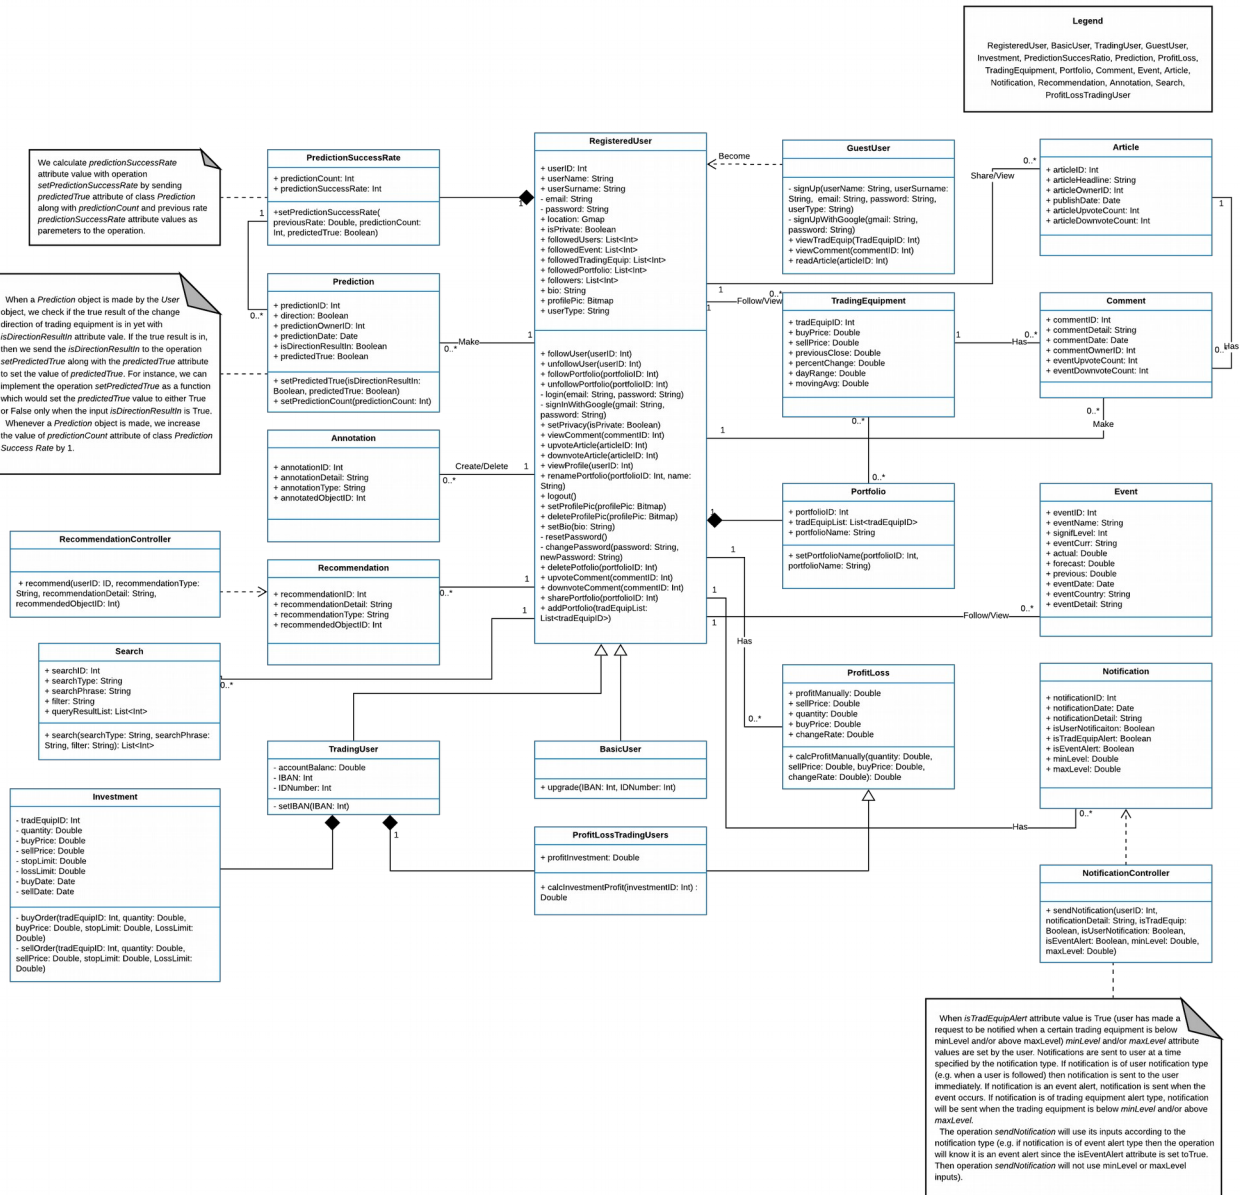 Legend
RegisteredUser, BasicUser, TradingUser, GuestUser,
Investment, PredictionSuccesRatio, Prediction, ProfitLoss,
TradingEquipment, Portfolio, Comment, Event, Article,
Notification, Recommendation, Annotation, Search,
ProfitLossTradingUser
We calculate predictionSuccessRate
attribute value with operation
setPredictionSuccessRate by sending
predictedTrue attribute of class Prediction
along with predictionCount and previous rate
predictionSuccessRate attribute values as
paremeters to the operation.
PredictionSuccessRate
+ predictionCount: Int
+ predictionSuccessRate: Int
+setPredictionSuccessRate(
previousRate: Double, predictionCount:
Int, predictedTrue: Boolean)
1
0..*
1
When a Prediction object is made by the User
object, we check if the true result of the change
direction of trading equipment is in yet with
isDirectionResultIn attribute vale. If the true result is in,
then we send the isDirectionResultIn to the operation
setPredictedTrue along with the predictedTrue attribute
to set the value of predictedTrue. For instance, we can
implement the operation setPredictedTrue as a function
which would set the predictedTrue value to either True
or False only when the input isDirectionResultIn is True.
Whenever a Prediction object is made, we increase
the value of predictionCount attribute of class Prediction
Success Rate by 1.
Prediction
+ predictionID: Int
+ direction: Boolean
+ predictionOwnerID: Int
+ predictionDate: Date
+ isDirectionResultIn: Boolean
+ predictedTrue: Boolean
+ setPredictedTrue(isDirectionResultIn:
Boolean, predictedTrue: Boolean)
+ setPredictionCount(predictionCount: Int)
0..*
Make
1
Annotation
+ annotationID: Int
+ annotationDetail: String
+ annotationType: String
+ annotatedObjectID: Int
Create/Delete
1
0..*
RecommendationController
+ recommend(userID: ID, recommendationType:
String, recommendationDetail: String,
recommendedObjectID: Int)
Recommendation
+ recommendationID: Int
+ recommendationDetail: String
+ recommendationType: String
+ recommendedObjectID: Int
0..*
1
Search
+ searchID: Int
+ searchType: String
+ searchPhrase: String
+ filter: String
+ queryResultList: List<Int>
+ search(searchType: String, searchPhrase:
String, filter: String): List<Int>
0..*
1
RegisteredUser
+ userID: Int
+ userName: String
+ userSurname: String
- email: String
- password: String
+ location: Gmap
+ isPrivate: Boolean
+ followedUsers: List<Int>
+ followedEvent: List<Int>
+ followedTradingEquip: List<Int>
+ followedPortfolio: List<Int>
+ followers: List<Int>
+ bio: String
+ profilePic: Bitmap
+ userType: String
+ followUser(userID: Int)
+ unfollowUser(userID: Int)
+ followPortfolio(portfolioID: Int)
+ unfollowPortfolio(portfolioID: Int)
- login(email: String, password: String)
- signInWithGoogle(gmail: String,
password: String)
+ setPrivacy(isPrivate: Boolean)
+ viewComment(commentID: Int)
+ upvoteArticle(articleID: Int)
+ downvoteArticle(articleID: Int)
+ viewProfile(userID: Int)
+ renamePortfolio(portfolioID: Int, name:
String)
+ logout()
+ setProfilePic(profilePic: Bitmap)
+ deleteProfilePic(profilePic: Bitmap)
+ setBio(bio: String)
- resetPassword()
- changePassword(password: String,
newPassword: String)
+ deletePotfolio(portfolioID: Int)
+ upvoteComment(commentID: Int)
+ downvoteComment(commentID: Int)
+ sharePortfolio(portfolioID: Int)
+ addPortfolio(tradEquipList:
List<tradEquipID>)
Become
GuestUser
- signUp(userName: String, userSurname:
String, email: String, password: String,
userType: String)
- signUpWithGoogle(gmail: String,
password: String)
+ viewTradEquip(TradEquipID: Int)
+ viewComment(commentID: Int)
+ readArticle(articleID: Int)
0..*
Share/View
Article
+ articleID: Int
+ articleHeadline: String
+ articleOwnerID: Int
+ publishDate: Date
+ articleUpvoteCount: Int
+ articleDownvoteCount: Int
1
1
0..*
Follow/View
1
TradingEquipment
+ tradEquipID: Int
+ buyPrice: Double
+ sellPrice: Double
+ previousClose: Double
+ percentChange: Double
+ dayRange: Double
+ movingAvg: Double
1
Has
0..*
Comment
+ commentID: Int
+ commentDetail: String
+ commentDate: Date
+ commentOwnerID: Int
+ eventUpvoteCount: Int
+ eventDownvoteCount: Int
0..*
Has
0..*
Make
1
0..*
0..*
Portfolio
+ portfolioID: Int
+ tradEquipList: List<tradEquipID>
+ portfolioName: String
+ setPortfolioName(portfolioID: Int,
portfolioName: String)
1
1
1
1
Event
+ eventID: Int
+ eventName: String
+ signifLevel: Int
+ eventCurr: String
+ actual: Double
+ forecast: Double
+ previous: Double
+ eventDate: Date
+ eventCountry: String
+ eventDetail: String
Follow/View
0..*
Has
0..*
ProfitLoss
+ profitManually: Double
+ sellPrice: Double
+ quantity: Double
+ buyPrice: Double
+ changeRate: Double
+ calcProfitManually(quantity: Double,
sellPrice: Double, buyPrice: Double,
changeRate: Double): Double
Notification
+ notificationID: Int
+ notificationDate: Date
+ notificationDetail: String
+ isUserNotificaiton: Boolean
+ isTradEquipAlert: Boolean
+ isEventAlert: Boolean
+ minLevel: Double
+ maxLevel: Double
Has
0..*
TradingUser
- accountBalanc: Double
- IBAN: Int
- IDNumber: Int
- setIBAN(IBAN: Int)
1
BasicUser
+ upgrade(IBAN: Int, IDNumber: Int)
ProfitLossTradingUsers
+ profitInvestment: Double
+ calcInvestmentProfit(investmentID: Int) :
Double
Investment
- tradEquipID: Int
- quantity: Double
- buyPrice: Double
- sellPrice: Double
- stopLimit: Double
- lossLimit: Double
- buyDate: Date
- sellDate: Date
- buyOrder(tradEquipID: Int, quantity: Double,
buyPrice: Double, stopLimit: Double, LossLimit:
Double)
- sellOrder(tradEquipID: Int, quantity: Double,
sellPrice: Double, stopLimit: Double, LossLimit:
Double)
NotificationController
+ sendNotification(userID: Int,
notificationDetail: String, isTradEquip:
Boolean, isUserNotification: Boolean,
isEventAlert: Boolean, minLevel: Double,
maxLevel: Double)
When isTradEquipAlert attribute value is True (user has made a
request to be notified when a certain trading equipment is below
minLevel and/or above maxLevel) minLevel and/or maxLevel attribute
values are set by the user. Notifications are sent to user at a time
specified by the notification type. If notification is of user notification type
(e.g. when a user is followed) then notification is sent to the user
immediately. If notification is an event alert, notification is sent when the
event occurs. If notification is of trading equipment alert type, notification
will be sent when the trading equipment is below minLevel and/or above
maxLevel.
The operation sendNotification will use its inputs according to the
notification type (e.g. if notification is of event alert type then the operation
will know it is an event alert since the isEventAlert attribute is set toTrue.
Then operation sendNotification will not use minLevel or maxLevel
inputs).